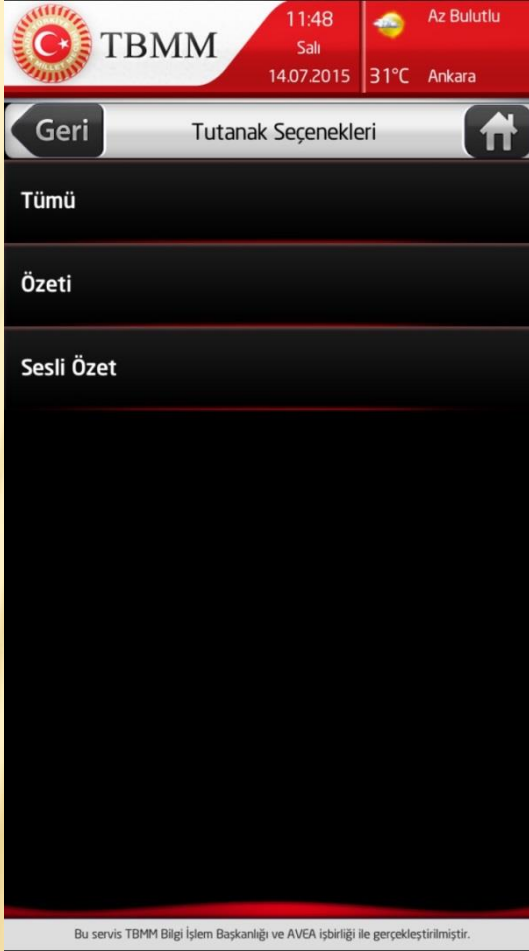 TBMM
11:48
Salı
14.07.2015
Az Bulutlu
31°C Ankara
Geri
Tutanak Seçenekleri
Tümü
Özeti
Sesli Özet
Bu servis TBMM Bilgi İşlem Başkanlığı ve AVEA işbirliği ile gerçekleştirilmiştir.